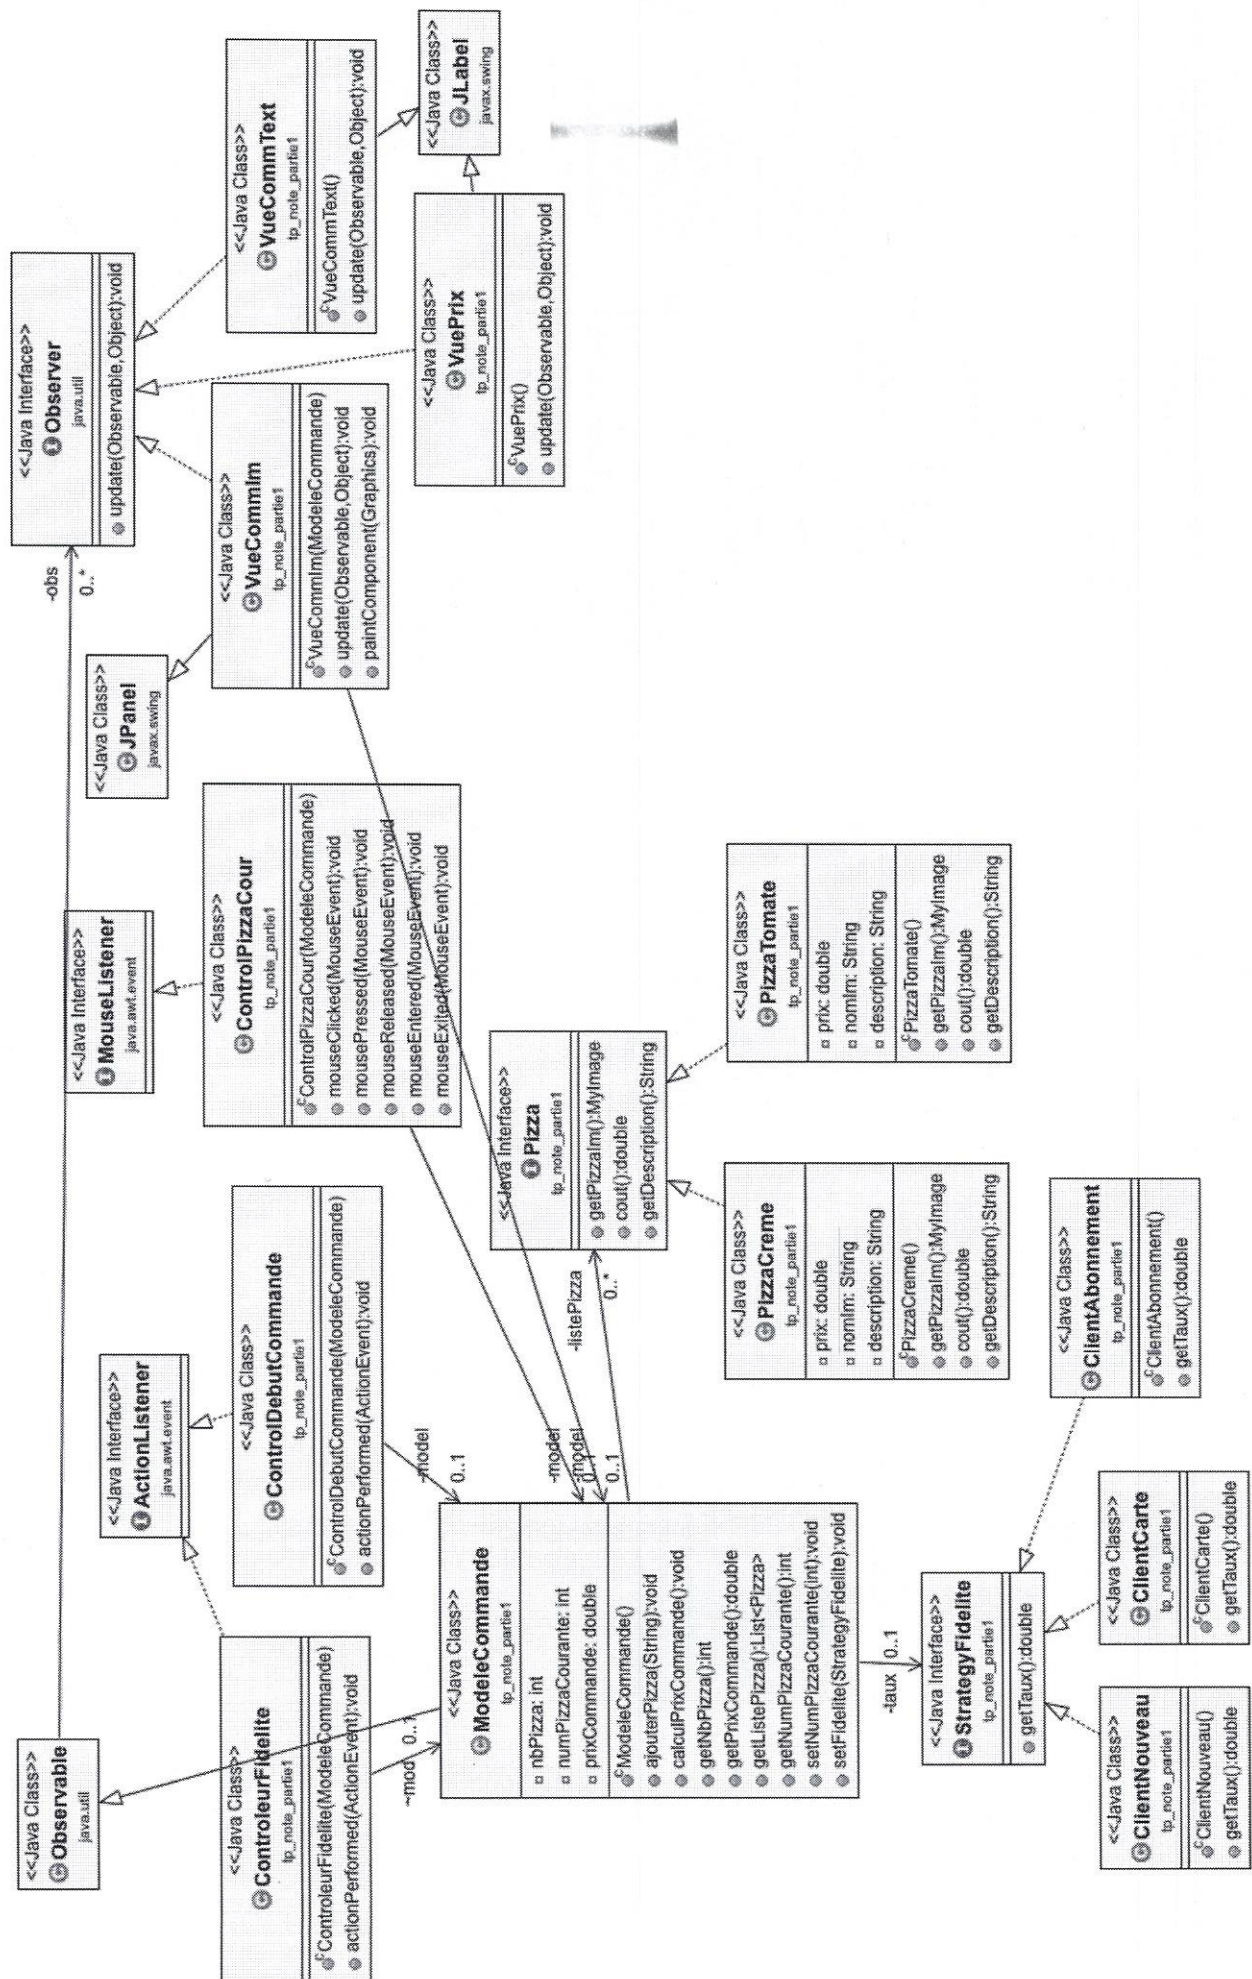 <<Java Class>>
Observable
java.util
<<Java Interface>>
ActionListener
java.awt.event
<<Java Interface>>
MouseListener
java.awt.event
<<Java Class>>
JPanel
javax.swing
-obs
0..*
<<Java Interface>>
Observer
java.util
update(Observable,Object):void
<<Java Class>>
ControleurFidelite
tp_note_partie1
ControleurFidelite(ModeleCommande)
actionPerformed(ActionEvent):void
<<Java Class>>
ControlDebutCommande
tp_note_partie1
ControlDebutCommande(ModeleCommande)
actionPerformed(ActionEvent):void
<<Java Class>>
ControlPizzaCour
tp_note_partie1
ControlPizzaCour(ModeleCommande)
mouseClicked(MouseEvent):void
mousePressed(MouseEvent):void
mouseReleased(MouseEvent):void
mouseEntered(MouseEvent):void
mouseExited(MouseEvent):void
<<Java Class>>
VueCommIm
tp_note_partie1
VueCommIm(ModeleCommande)
update(Observable,Object):void
paintComponent(Graphics):void
<<Java Class>>
VueCommText
tp_note_partie1
VueCommText()
update(Observable,Object):void
<<Java Class>>
VuePrix
tp_note_partie1
VuePrix()
update(Observable,Object):void
<<Java Class>>
JLabel
javax.swing
~mod
0..1
-model
0..1
-model
0..1
-model
0..1
<<Java Class>>
ModeleCommande
tp_note_partie1
nbPizza: int
numPizzaCourante: int
prixCommande: double
ModeleCommande()
ajouterPizza(String):void
calculPrixCommande():void
getNbPizza():int
getPrixCommande():double
getListePizza():List<Pizza>
getNumPizzaCourante():int
setNumPizzaCourante(int):void
setFidelite(StrategyFidelite):void
-listePizza
0..*
<<Java Interface>>
Pizza
tp_note_partie1
getPizzaIm():MyImage
cout():double
getDescription():String
<<Java Class>>
PizzaCreme
tp_note_partie1
prix: double
nomIm: String
description: String
PizzaCreme()
getPizzaIm():MyImage
cout():double
getDescription():String
<<Java Class>>
PizzaTomate
tp_note_partie1
prix: double
nomIm: String
description: String
PizzaTomate()
getPizzaIm():MyImage
cout():double
getDescription():String
-taux
0..1
<<Java Interface>>
StrategyFidelite
tp_note_partie1
getTaux():double
<<Java Class>>
ClientNouveau
tp_note_partie1
ClientNouveau()
getTaux():double
<<Java Class>>
ClientCarte
tp_note_partie1
ClientCarte()
getTaux():double
<<Java Class>>
ClientAbonnement
tp_note_partie1
ClientAbonnement()
getTaux():double